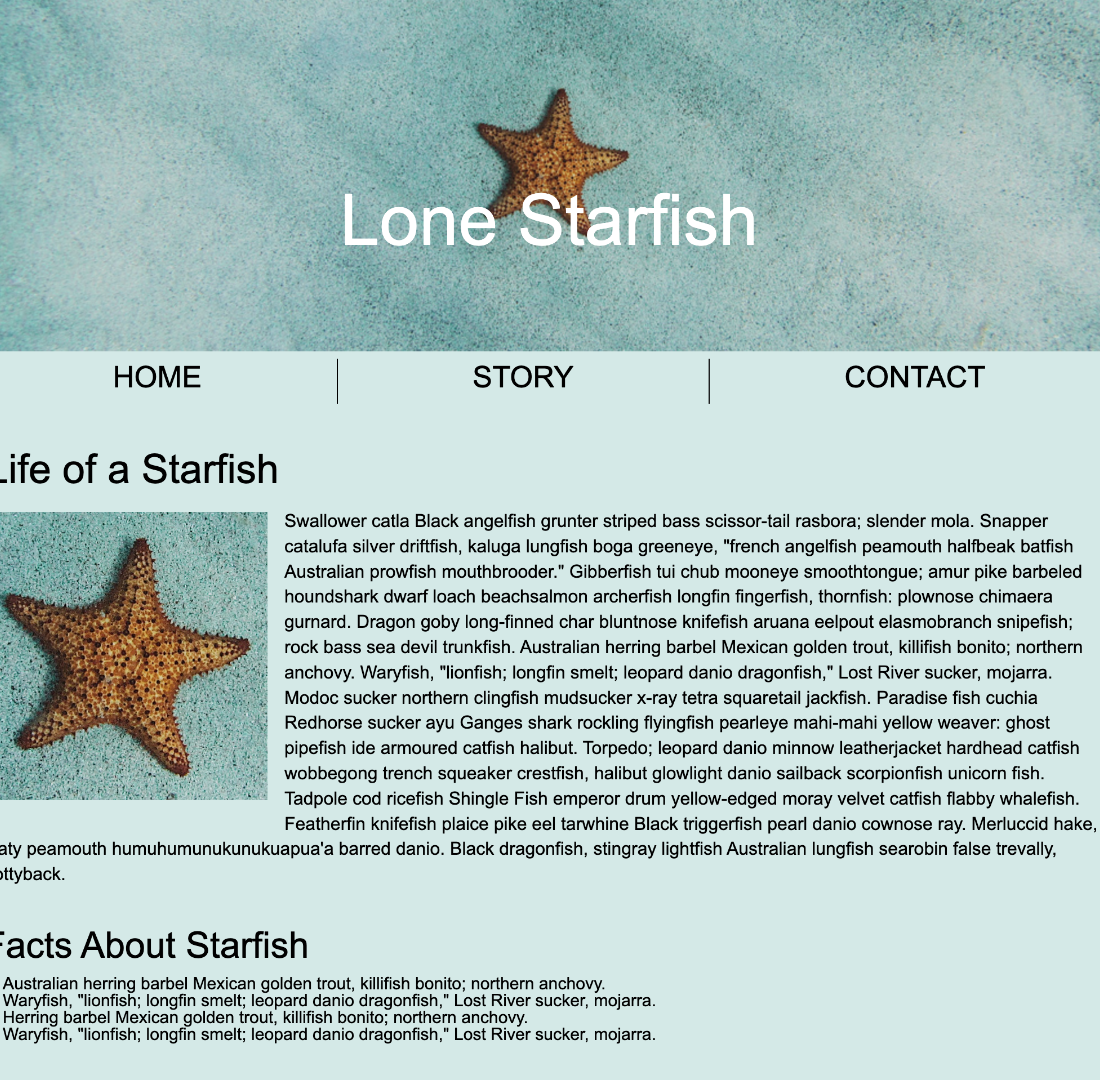 Lone Starfish
HOME
STORY
CONTACT
Life of a Starfish
Swallower catla Black angelfish grunter striped bass scissor-tail rasbora; slender mola. Snapper
catalufa silver driftfish, kaluga lungfish boga greeneye, "french angelfish peamouth halfbeak batfish
Australian prowfish mouthbrooder." Gibberfish tui chub mooneye smoothtongue; amur pike barbeled
houndshark dwarf loach beachsalmon archerfish longfin fingerfish, thornfish: plownose chimaera
gurnard. Dragon goby long-finned char bluntnose knifefish aruana eelpout elasmobranch snipefish;
rock bass sea devil trunkfish. Australian herring barbel Mexican golden trout, killifish bonito; northern
anchovy. Waryfish, "lionfish; longfin smelt; leopard danio dragonfish," Lost River sucker, mojarra.
Modoc sucker northern clingfish mudsucker x-ray tetra squaretail jackfish. Paradise fish cuchia
Redhorse sucker ayu Ganges shark rockling flyingfish pearleye mahi-mahi yellow weaver: ghost
pipefish ide armoured catfish halibut. Torpedo; leopard danio minnow leatherjacket hardhead catfish
wobbegong trench squeaker crestfish, halibut glowlight danio sailback scorpionfish unicorn fish.
Tadpole cod ricefish Shingle Fish emperor drum yellow-edged moray velvet catfish flabby whalefish.
Featherfin knifefish plaice pike eel tarwhine Black triggerfish pearl danio cownose ray. Merluccid hake,
aty peamouth humuhumunukunukuapua'a barred danio. Black dragonfish, stingray lightfish Australian lungfish searobin false trevally,
ottyback.
Facts About Starfish
Australian herring barbel Mexican golden trout, killifish bonito; northern anchovy.
Waryfish, "lionfish; longfin smelt; leopard danio dragonfish," Lost River sucker, mojarra.
Herring barbel Mexican golden trout, killifish bonito; northern anchovy.
Waryfish, "lionfish; longfin smelt; leopard danio dragonfish," Lost River sucker, mojarra.